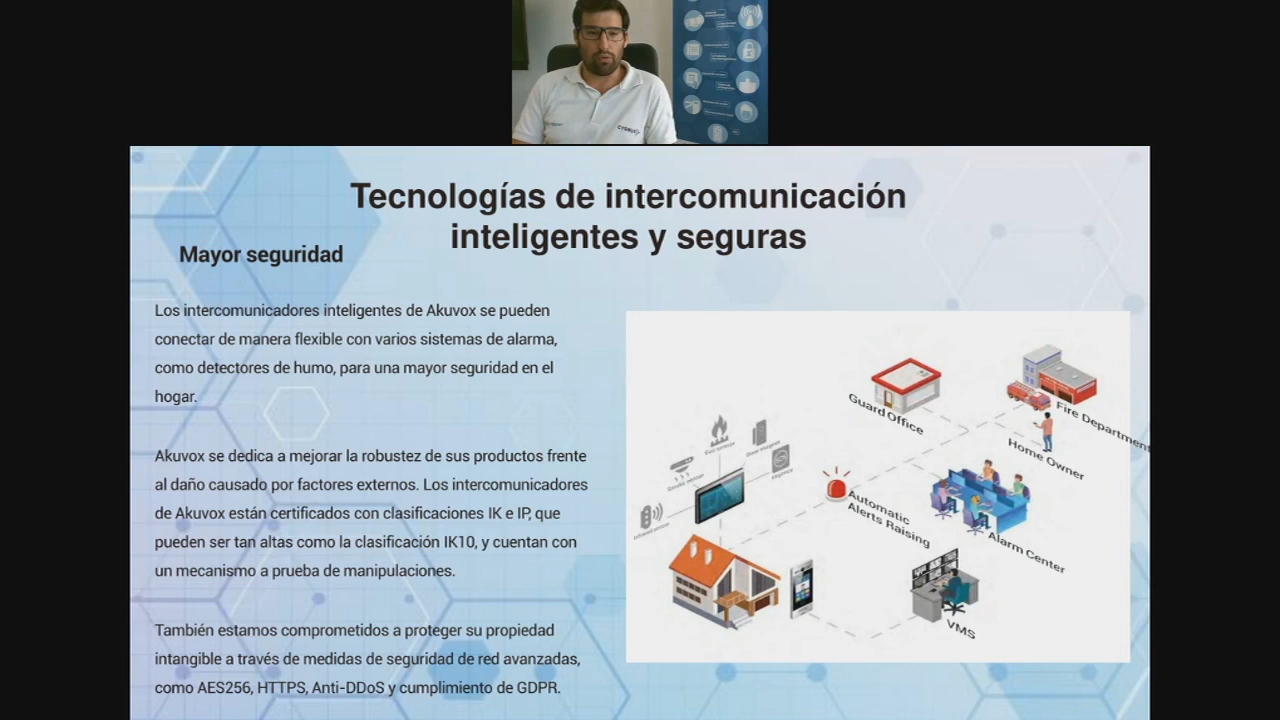 Tecnologías de intercomunicación
inteligentes y seguras
Mayor seguridad
Los intercomunicadores inteligentes de Akuvox se pueden
conectar de manera flexible con varios sistemas de alarma,
como detectores de humo, para una mayor seguridad en el
hogar.
Akuvox se dedica a mejorar la robustez de sus productos frente
al daño causado por factores externos. Los intercomunicadores
de Akuvox están certificados con clasificaciones IK e IP, que
pueden ser tan altas como la clasificación IK10, y cuentan con
un mecanismo a prueba de manipulaciones.
También estamos comprometidos a proteger su propiedad
intangible a través de medidas de seguridad de red avanzadas,
como AES256, HTTPS, Anti-DDoS y cumplimiento de GDPR.
Guard Office
Fire Department
Home Owner
Automatic
Alerts Raising
Alarm Center
VMS